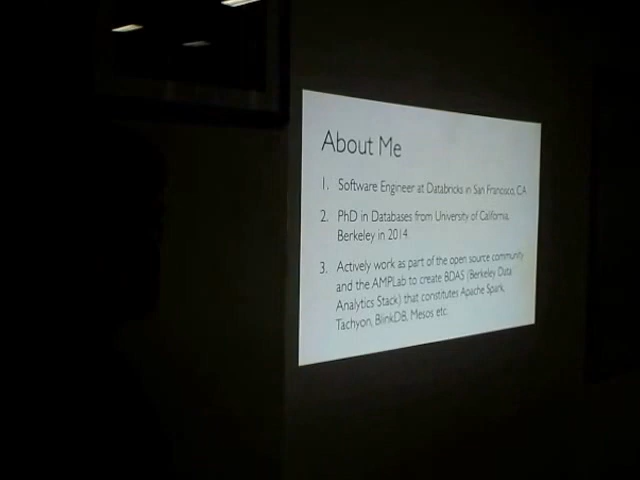 About Me
1. Software Engineer at Databricks in San Francisco, CA
2. PhD in Databases from University of California,
Berkeley in 2014
3. Actively work as part of the open source community
and the AMPLab to create BDAS (Berkeley Data
Analytics Stack) that constitutes Apache Spark,
Tachyon, BlinkDB, Mesos etc.